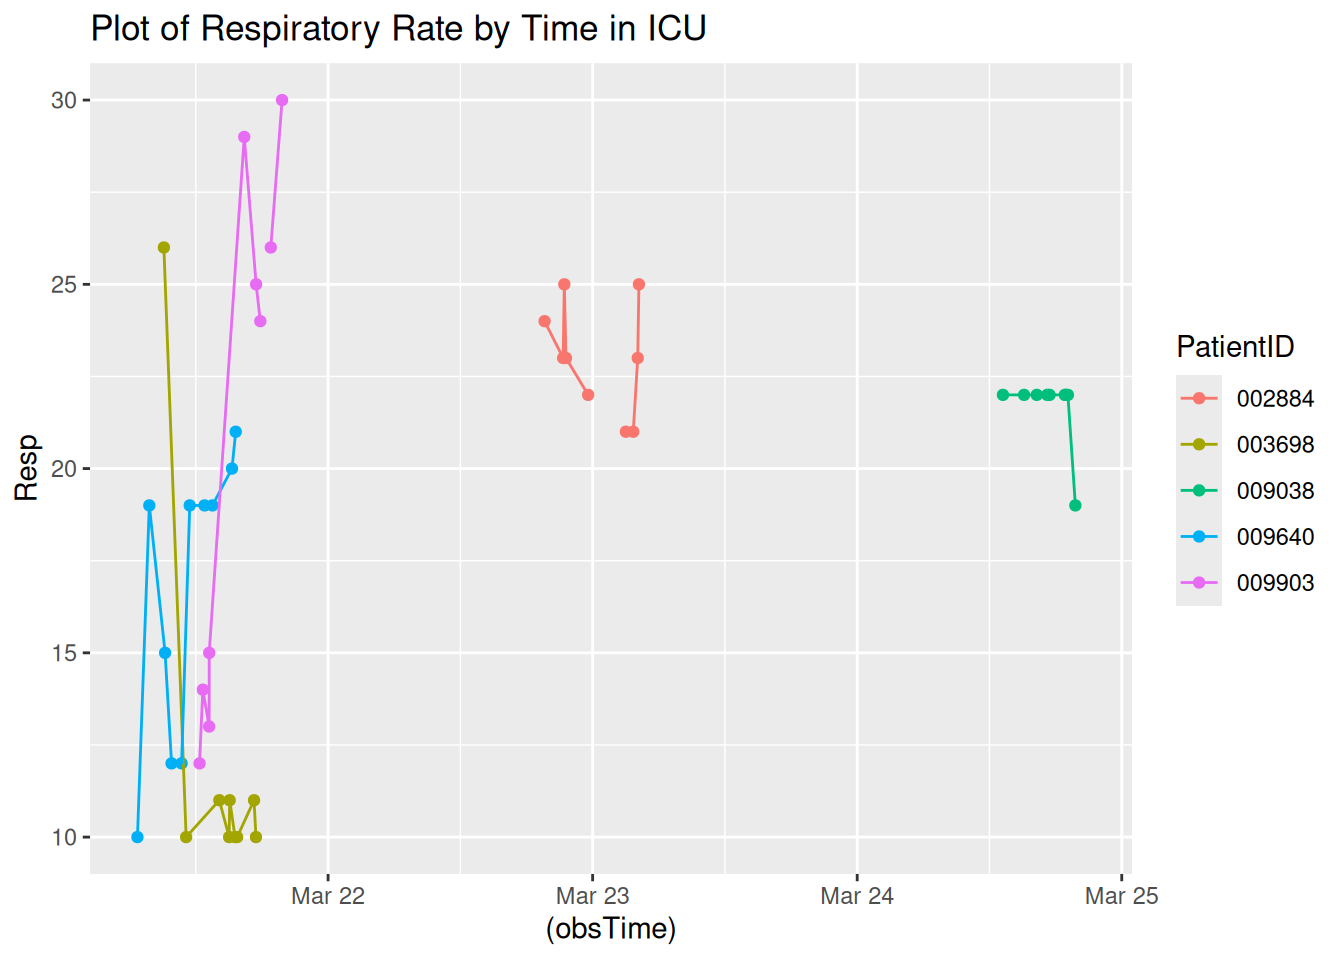 Plot of Respiratory Rate by Time in ICU
30
25
20
15
10
Resp
Mar 22
Mar 23
Mar 24
Mar 25
(obsTime)
PatientID
002884
003698
009038
009640
009903